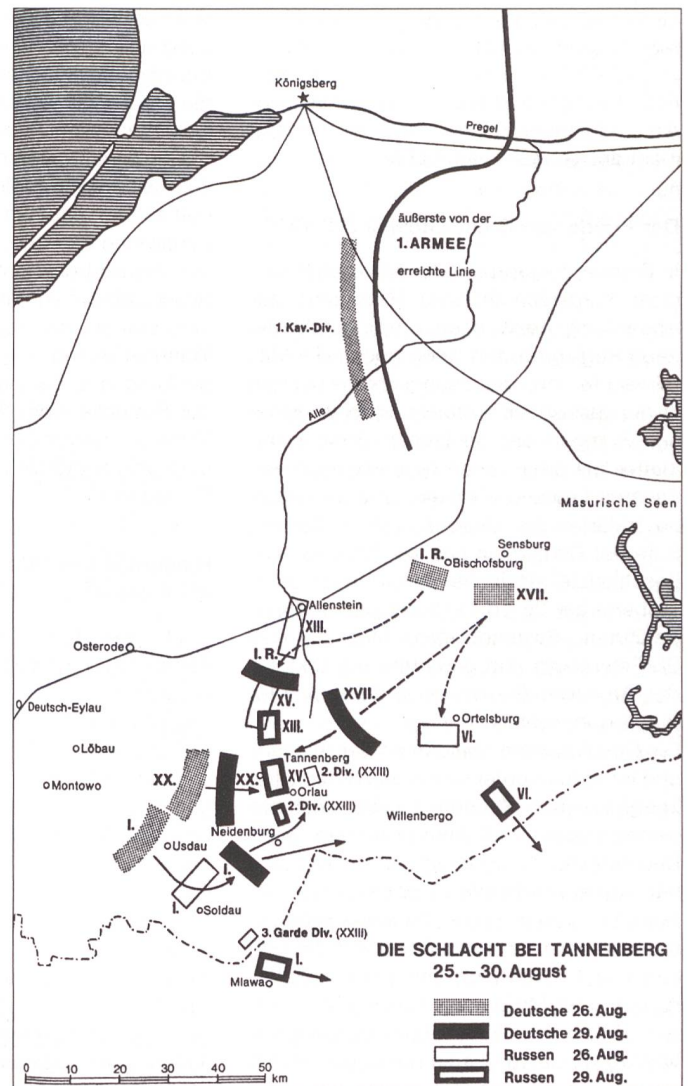 Königsberg
Pregel
äußerste von der
1. ARMEE
erreichte Linie
1. Kav.-Div.
Alle
Masurische Seen
Sensburg
I. R.
Bischofsburg
XVII.
Allenstein
XIII.
Osterode
I. R.
XV.
XVII.
Deutsch-Eylau
XIII.
Ortelsburg
VI.
Löbau
Tannenberg
XX.
XX.
XV.
2. Div. (XXIII)
Montowo
Orlau
VI.
I.
2. Div. (XXIII)
Willenberg
Neidenburg
Usdau
I.
I.
Soldau
3. Garde Div. (XXIII)
I.
Mlawa
DIE SCHLACHT BEI TANNENBERG
25. – 30. August
Deutsche 26. Aug.
Deutsche 29. Aug.
Russen 26. Aug.
Russen 29. Aug.
0 10 20 30 40 50
km